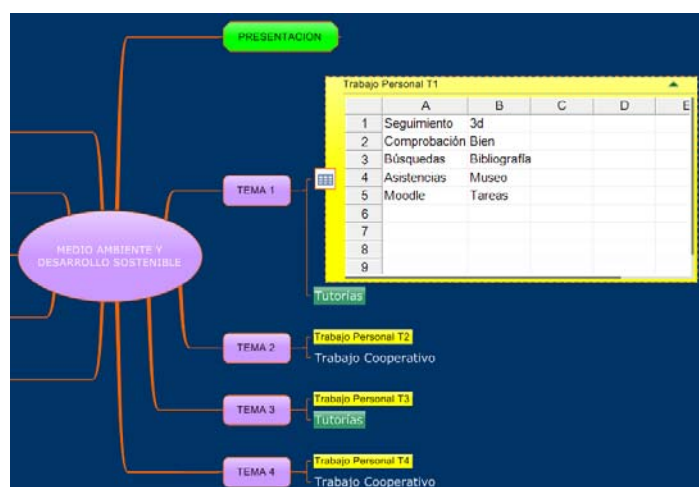 PRESENTACION
Trabajo Personal T1
A B C D E
1 Seguimiento 3d
2 Comprobación Bien
3 Búsquedas Bibliografía
4 Asistencias Museo
5 Moodle Tareas
6
7
8
9
TEMA 1
Tutorías
MEDIO AMBIENTE Y
DESARROLLO SOSTENIBLE
TEMA 2
Trabajo Personal T2
Trabajo Cooperativo
TEMA 3
Trabajo Personal T3
Tutorías
TEMA 4
Trabajo Personal T4
Trabajo Cooperativo